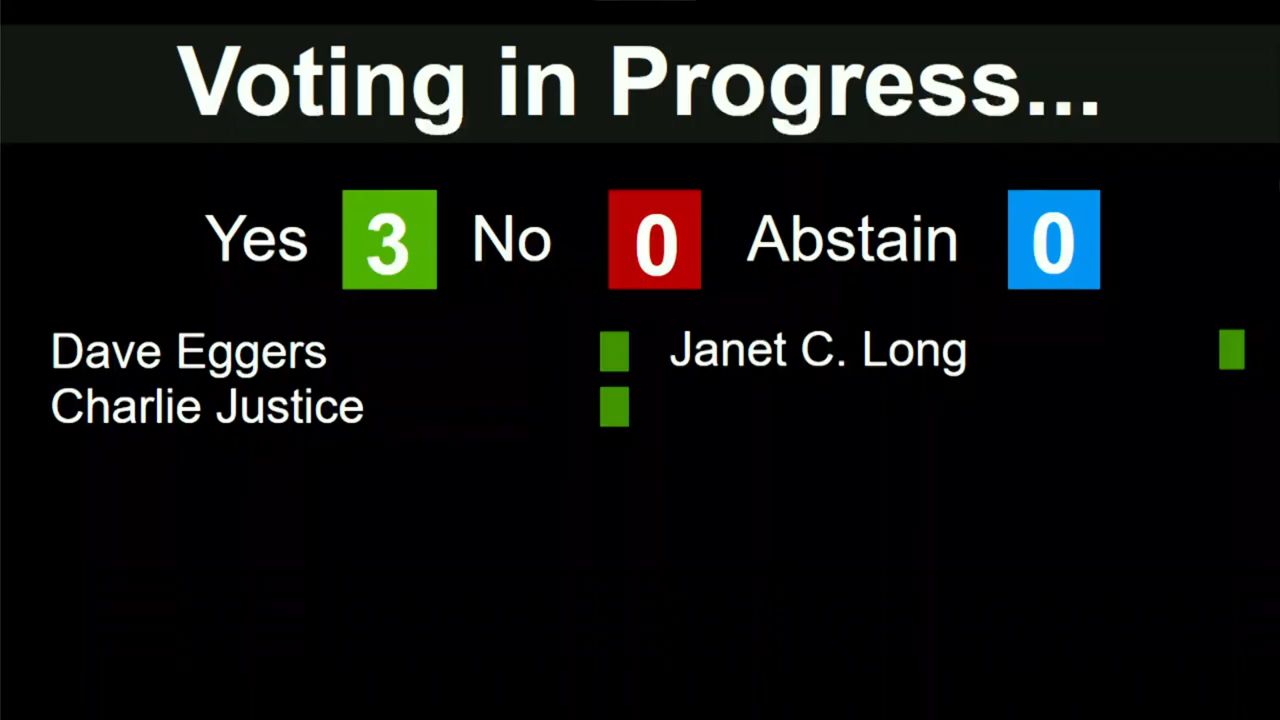 Voting in Progress...
Yes 3 No 0 Abstain 0
Dave Eggers Janet C. Long
Charlie Justice